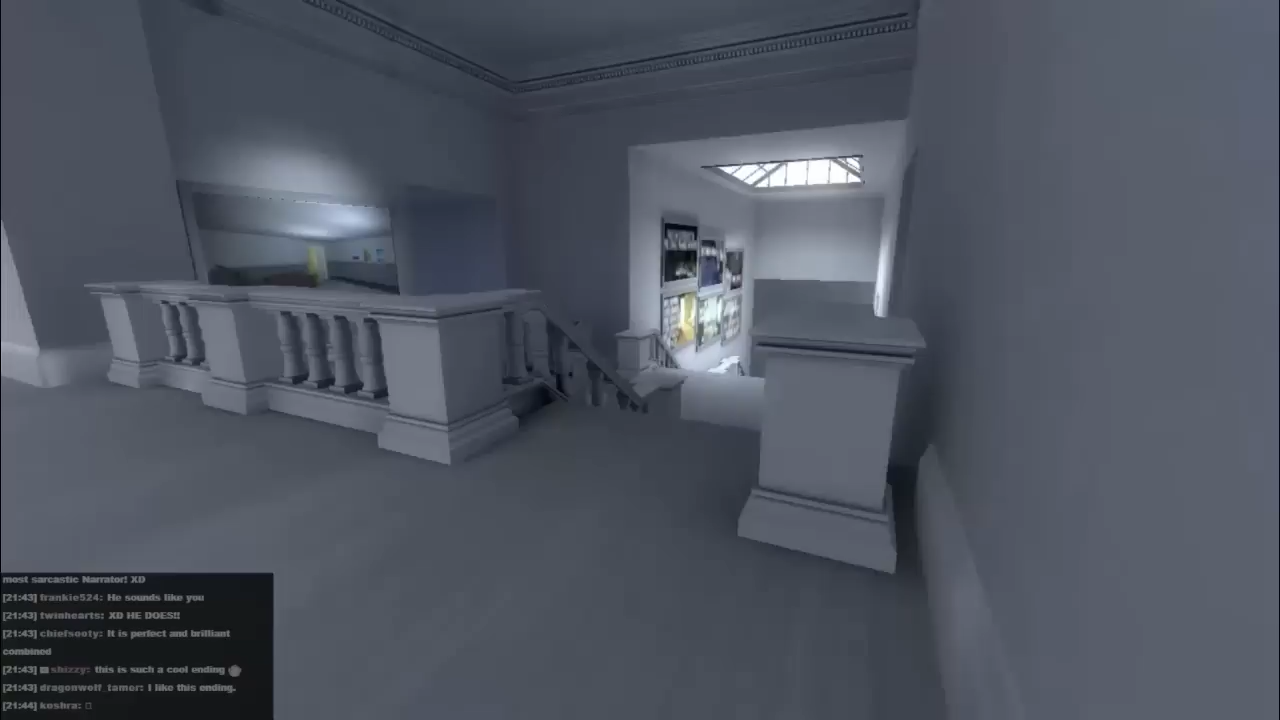 most sarcastic Narrator! XD
[21:43] frankie524: He sounds like you
[21:43] twinhearts: XD HE DOES!!
[21:43] chiefsooty: It is perfect and brilliant
combined
[21:43] shizzy: this is such a cool ending
[21:43] dragonwolf_tamer: I like this ending.
[21:44] koshra: